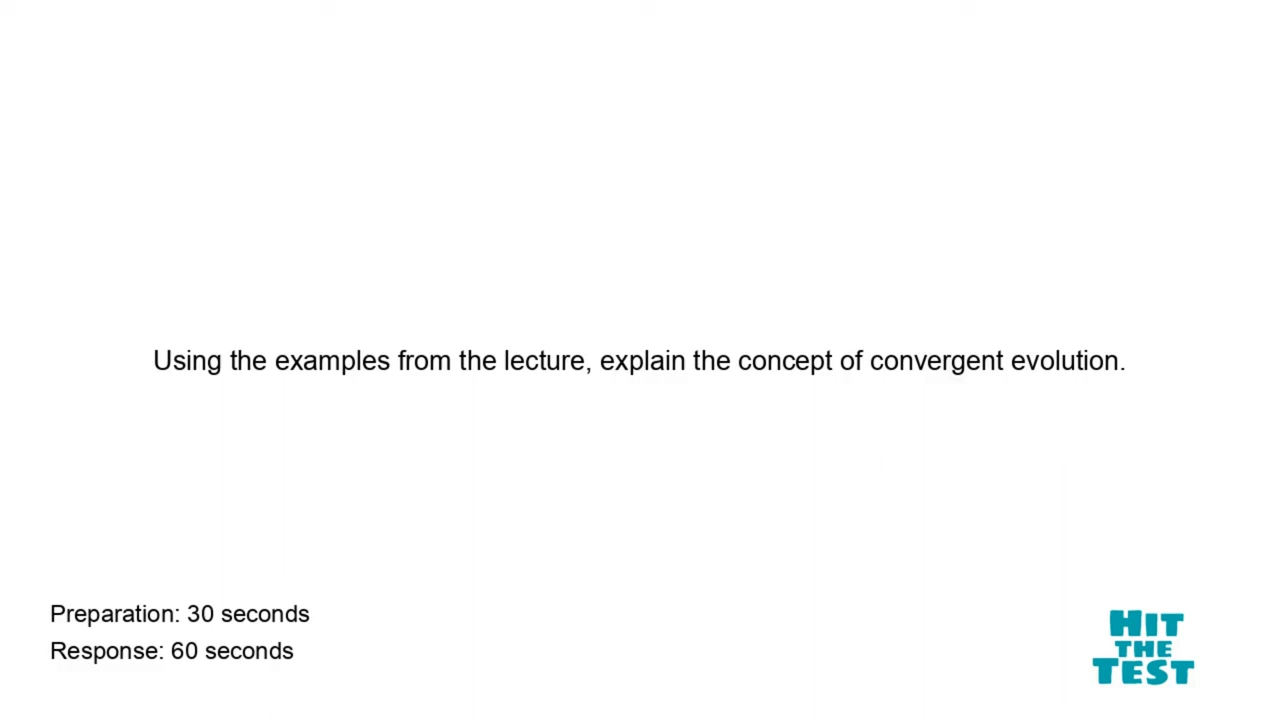 Using the examples from the lecture, explain the concept of convergent evolution.
Preparation: 30 seconds
Response: 60 seconds
HIT
THE
TEST